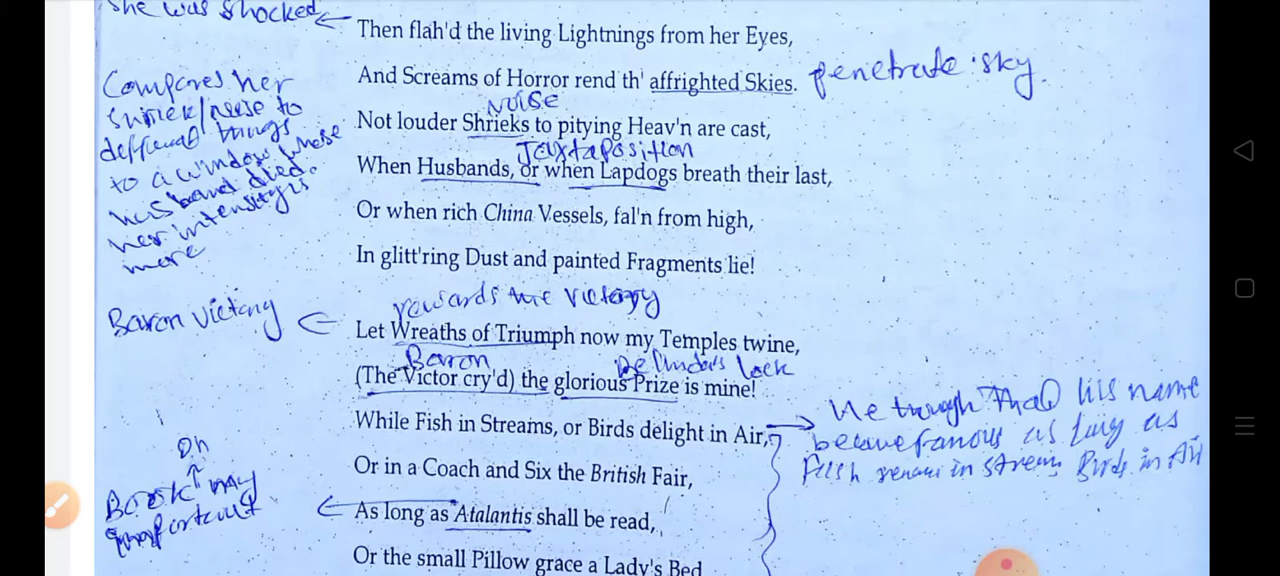 She was shocked
Then flah'd the living Lightnings from her Eyes,
And Screams of Horror rend th' affrighted Skies.
penetrate sky.
Compares her
shriek/noise to
different things
to a window whose
husband died.
her intensity is
more
noise
Not louder Shrieks to pitying Heav'n are cast,
Juxtaposition
When Husbands, or when Lapdogs breath their last,
Or when rich China Vessels, fal'n from high,
In glitt'ring Dust and painted Fragments lie!
Baron Victory
rewards the victory
Let Wreaths of Triumph now my Temples twine,
Baron
Belinda's lock
(The Victor cry'd) the glorious Prize is mine!
While Fish in Streams, or Birds delight in Air,
He though that his name
became famous as long as
Fish remain in stream Birds in Air
Or in a Coach and Six the British Fair,
Book
important
As long as Atalantis shall be read,
Or the small Pillow grace a Lady's Bed